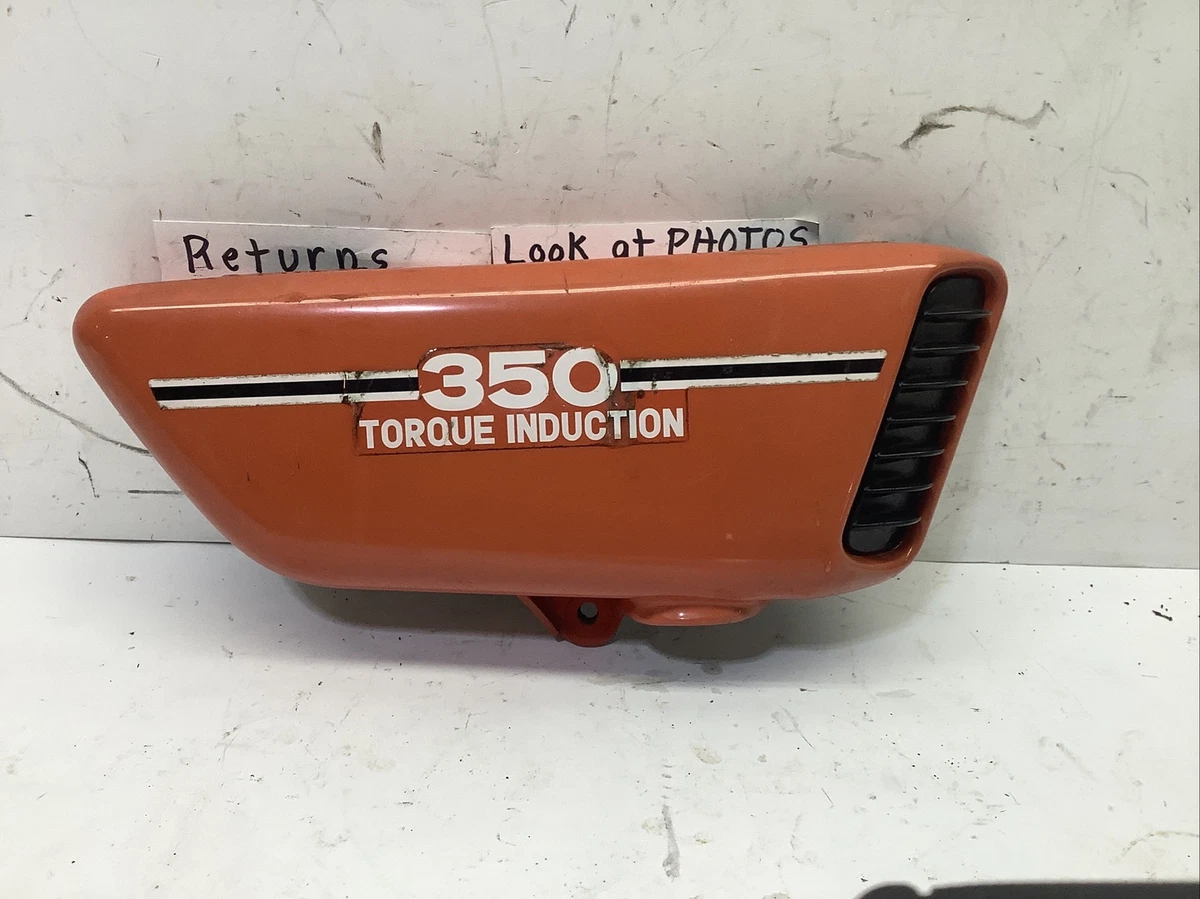 Returns
Look at PHOTOS
350
TORQUE INDUCTION